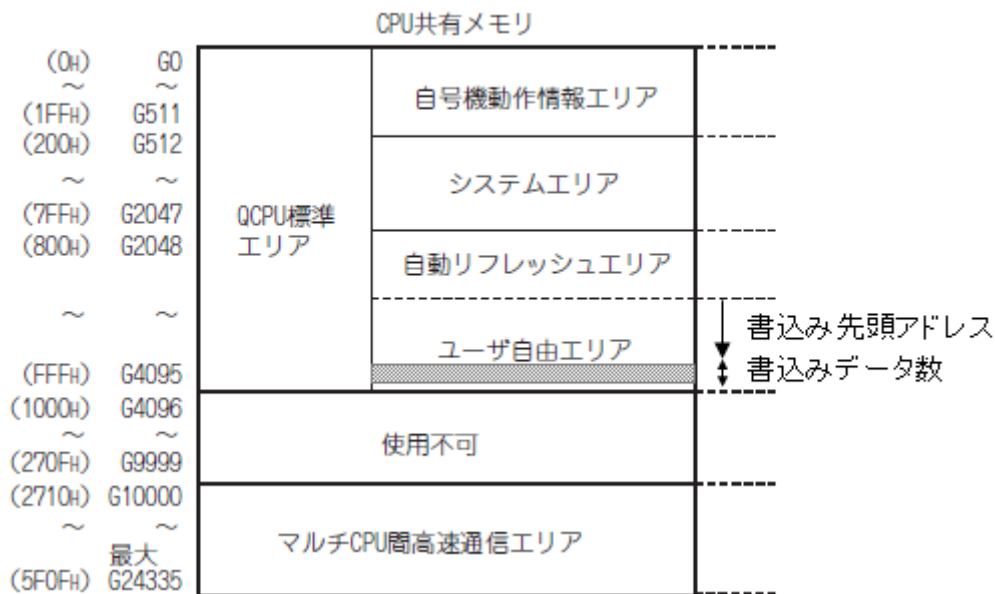 CPU共有メモリ
(0H) G0
～ ～
(1FFH) G511
(200H) G512
～ ～
(7FFH) G2047
(800H) G2048
～ ～
(FFFH) G4095
(1000H) G4096
～ ～
(270FH) G9999
(2710H) G10000
～ ～
最大
(5F0FH) G24335
QCPU標準
エリア
自号機動作情報エリア
システムエリア
自動リフレッシュエリア
ユーザ自由エリア
使用不可
マルチCPU間高速通信エリア
書込み先頭アドレス
書込みデータ数